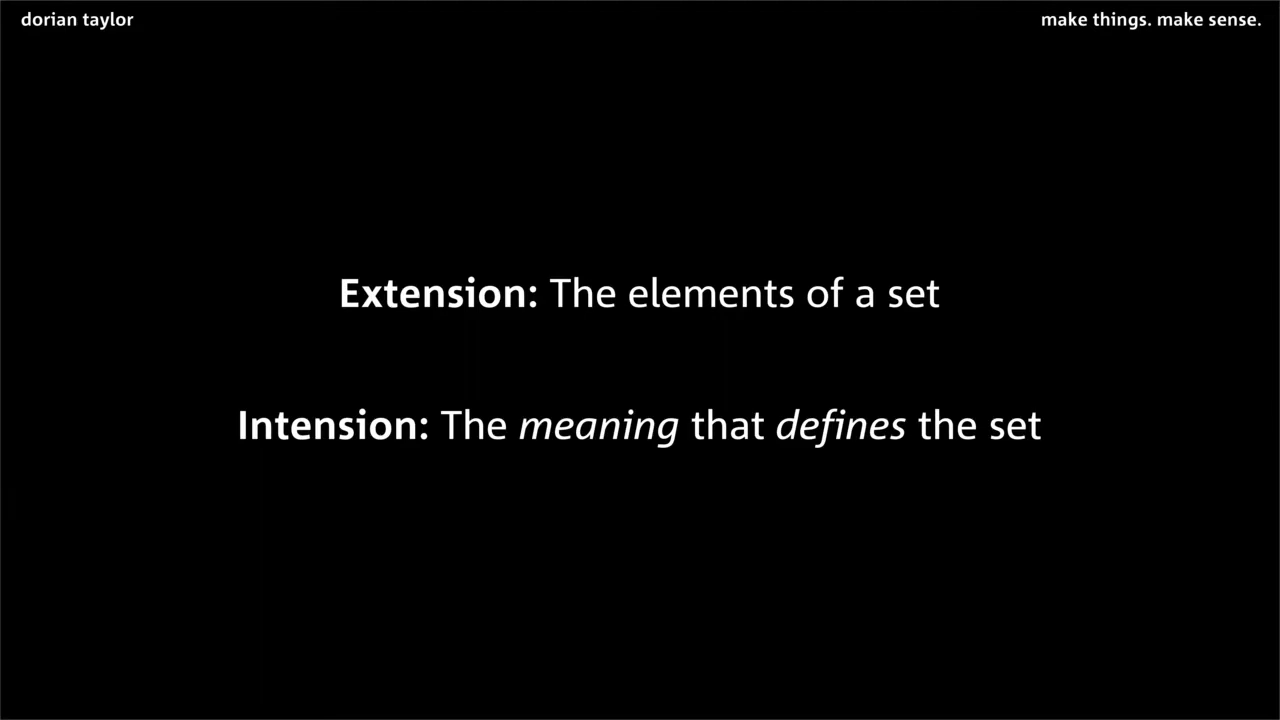 dorian taylor
make things. make sense.
Extension: The elements of a set
Intension: The meaning that defines the set